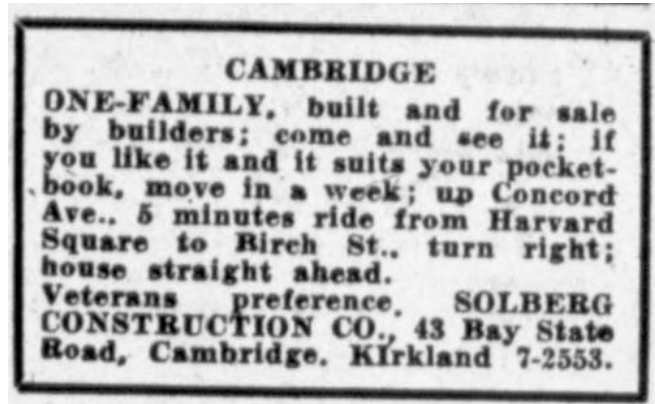 CAMBRIDGE
ONE-FAMILY, built and for sale
by builders; come and see it; if
you like it and it suits your pocket-
book, move in a week; up Concord
Ave., 5 minutes ride from Harvard
Square to Birch St., turn right;
house straight ahead.
Veterans preference. SOLBERG
CONSTRUCTION CO., 43 Bay State
Road, Cambridge. KIrkland 7-2553.